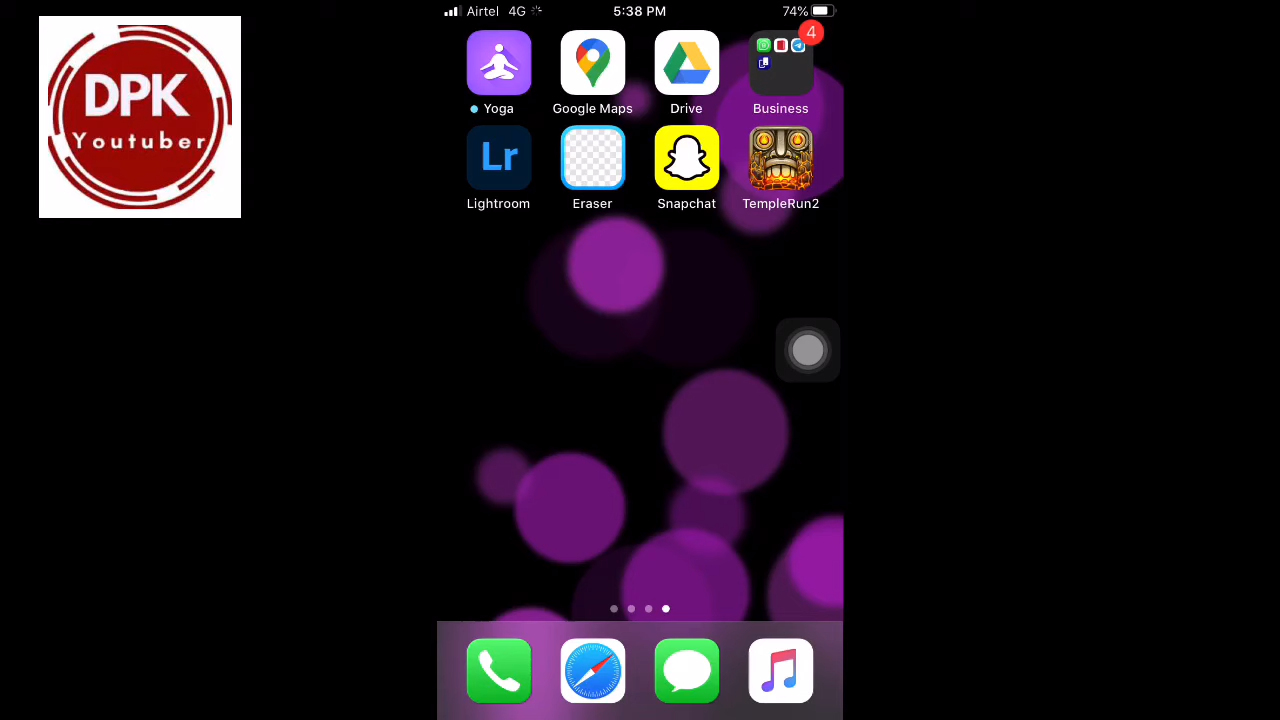 DPK
Youtuber
Airtel 4G 5:38 PM 74%
4
Yoga Google Maps Drive Business
Lr
Lightroom Eraser Snapchat TempleRun2